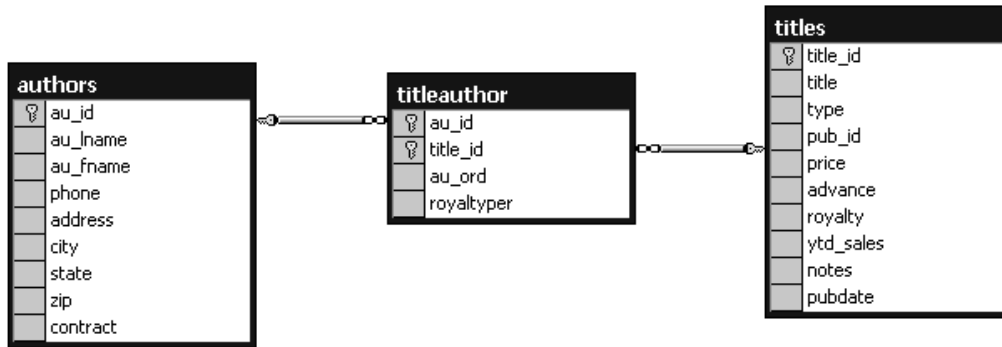 authors
au_id
au_lname
au_fname
phone
address
city
state
zip
contract
titleauthor
au_id
title_id
au_ord
royaltyper
titles
title_id
title
type
pub_id
price
advance
royalty
ytd_sales
notes
pubdate